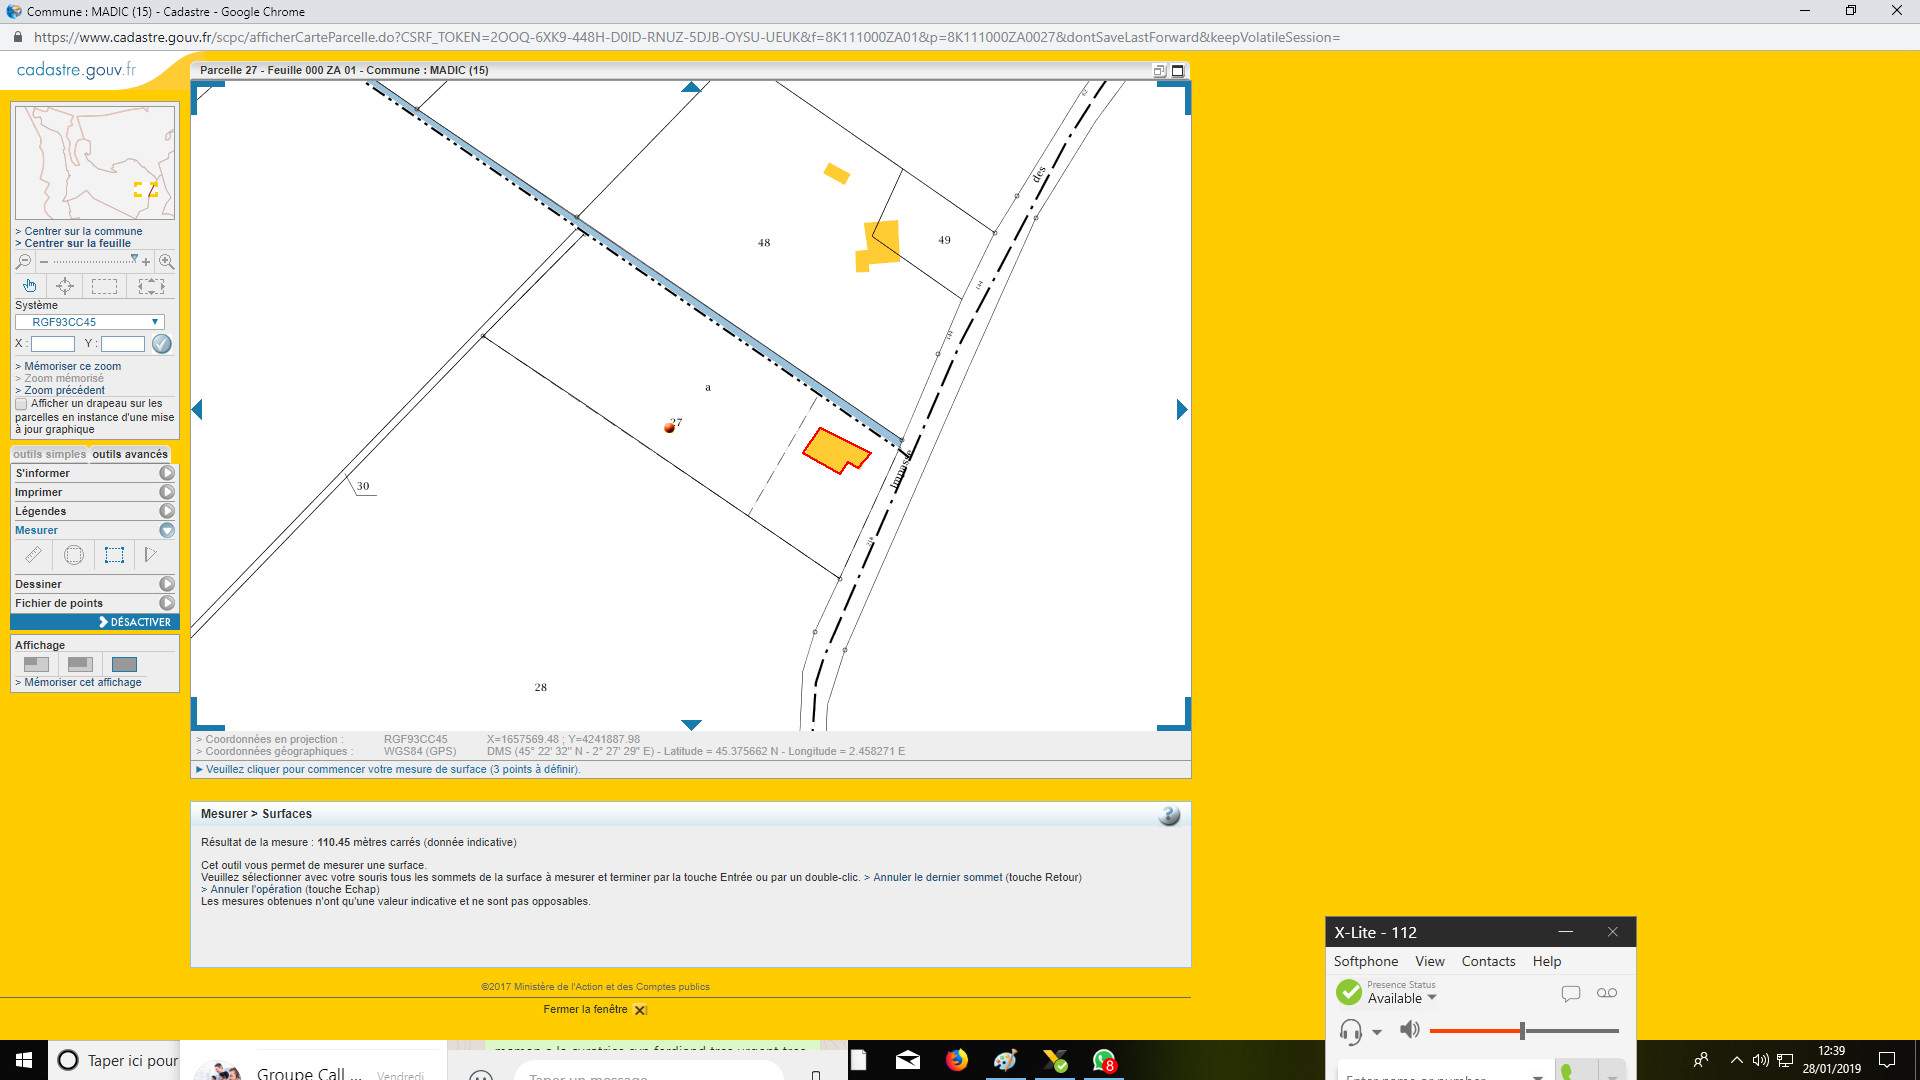 Commune : MADIC (15) - Cadastre - Google Chrome
https://www.cadastre.gouv.fr/scpc/afficherCarteParcelle.do?CSRF_TOKEN=2OOQ-6XK9-448H-D0ID-RNUZ-5DJB-OYSU-UEUK&f=8K111000ZA01&p=8K111000ZA0027&dontSaveLastForward&keepVolatileSession=
cadastre.gouv.fr
Parcelle 27 - Feuille 000 ZA 01 - Commune : MADIC (15)
> Centrer sur la commune
> Centrer sur la feuille
Système
RGF93CC45
X :
Y :
> Mémoriser ce zoom
> Zoom mémorisé
> Zoom précédent
Afficher un drapeau sur les
parcelles en instance d'une mise
à jour graphique
outils simples
outils avancés
S'informer
Imprimer
Légendes
Mesurer
Dessiner
Fichier de points
DÉSACTIVER
Affichage
> Mémoriser cet affichage
des
48
49
a
27
Impasse
30
28
> Coordonnées en projection : RGF93CC45 X=1657569.48 ; Y=4241887.98
> Coordonnées géographiques : WGS84 (GPS) DMS (45° 22' 32'' N - 2° 27' 29'' E) - Latitude = 45.375662 N - Longitude = 2.458271 E
Veuillez cliquer pour commencer votre mesure de surface (3 points à définir).
Mesurer > Surfaces
Résultat de la mesure : 110.45 mètres carrés (donnée indicative)
Cet outil vous permet de mesurer une surface.
Veuillez sélectionner avec votre souris tous les sommets de la surface à mesurer et terminer par la touche Entrée ou par un double-clic. > Annuler le dernier sommet (touche Retour)
> Annuler l'opération (touche Echap)
Les mesures obtenues n'ont qu'une valeur indicative et ne sont pas opposables.
©2017 Ministère de l'Action et des Comptes publics
Fermer la fenêtre
X-Lite - 112
Softphone View Contacts Help
Presence Status
Available
Enter name or number
Taper ici pour
Groupe Call ...
Vendredi
Taper un message
8
12:39
28/01/2019